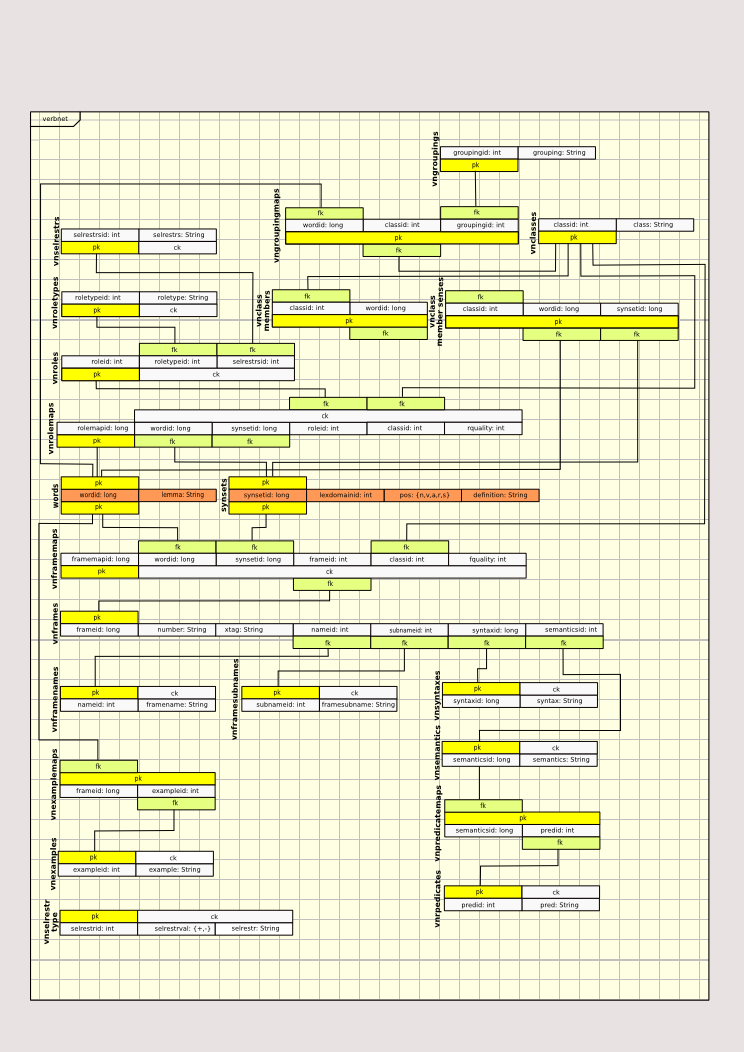 verbnet
vngroupings
groupingid: int grouping: String
pk
vngroupingmaps
fk fk
wordid: long classid: int groupingid: int
pk
fk
vnclasses
classid: int class: String
pk
vnselrestrs
selrestrsid: int selrestrs: String
pk ck
vnroletypes
roletypeid: int roletype: String
pk ck
vnclass
members
fk
classid: int wordid: long
pk
fk
vnclass
member senses
fk
classid: int wordid: long synsetid: long
pk
fk fk
vnroles
fk fk
roleid: int roletypeid: int selrestrsid: int
pk ck
vnrolemaps
fk fk
ck
rolemapid: long wordid: long synsetid: long roleid: int classid: int rquality: int
pk fk fk
words
pk
wordid: long lemma: String
pk
synsets
pk
synsetid: long lexdomainid: int pos: {n,v,a,r,s} definition: String
pk
vnframemaps
fk fk fk
framemapid: long wordid: long synsetid: long frameid: int classid: int fquality: int
pk ck
fk
vnframes
pk
frameid: long number: String xtag: String nameid: int subnameid: int syntaxid: long semanticsid: int
fk fk fk fk
vnframenames
pk ck
nameid: int framename: String
vnframesubnames
pk ck
subnameid: int framesubname: String
vnsyntaxes
pk ck
syntaxid: long syntax: String
vnsemantics
pk ck
semanticsid: long semantics: String
vnexamplemaps
fk
pk
frameid: long exampleid: int
fk
vnpredicatemaps
fk
pk
semanticsid: long predid: int
fk
vnexamples
pk ck
exampleid: int example: String
vnrpedicates
pk ck
predid: int pred: String
vnselrestr
type
pk ck
selrestrid: int selrestrval: {+,-} selrestr: String